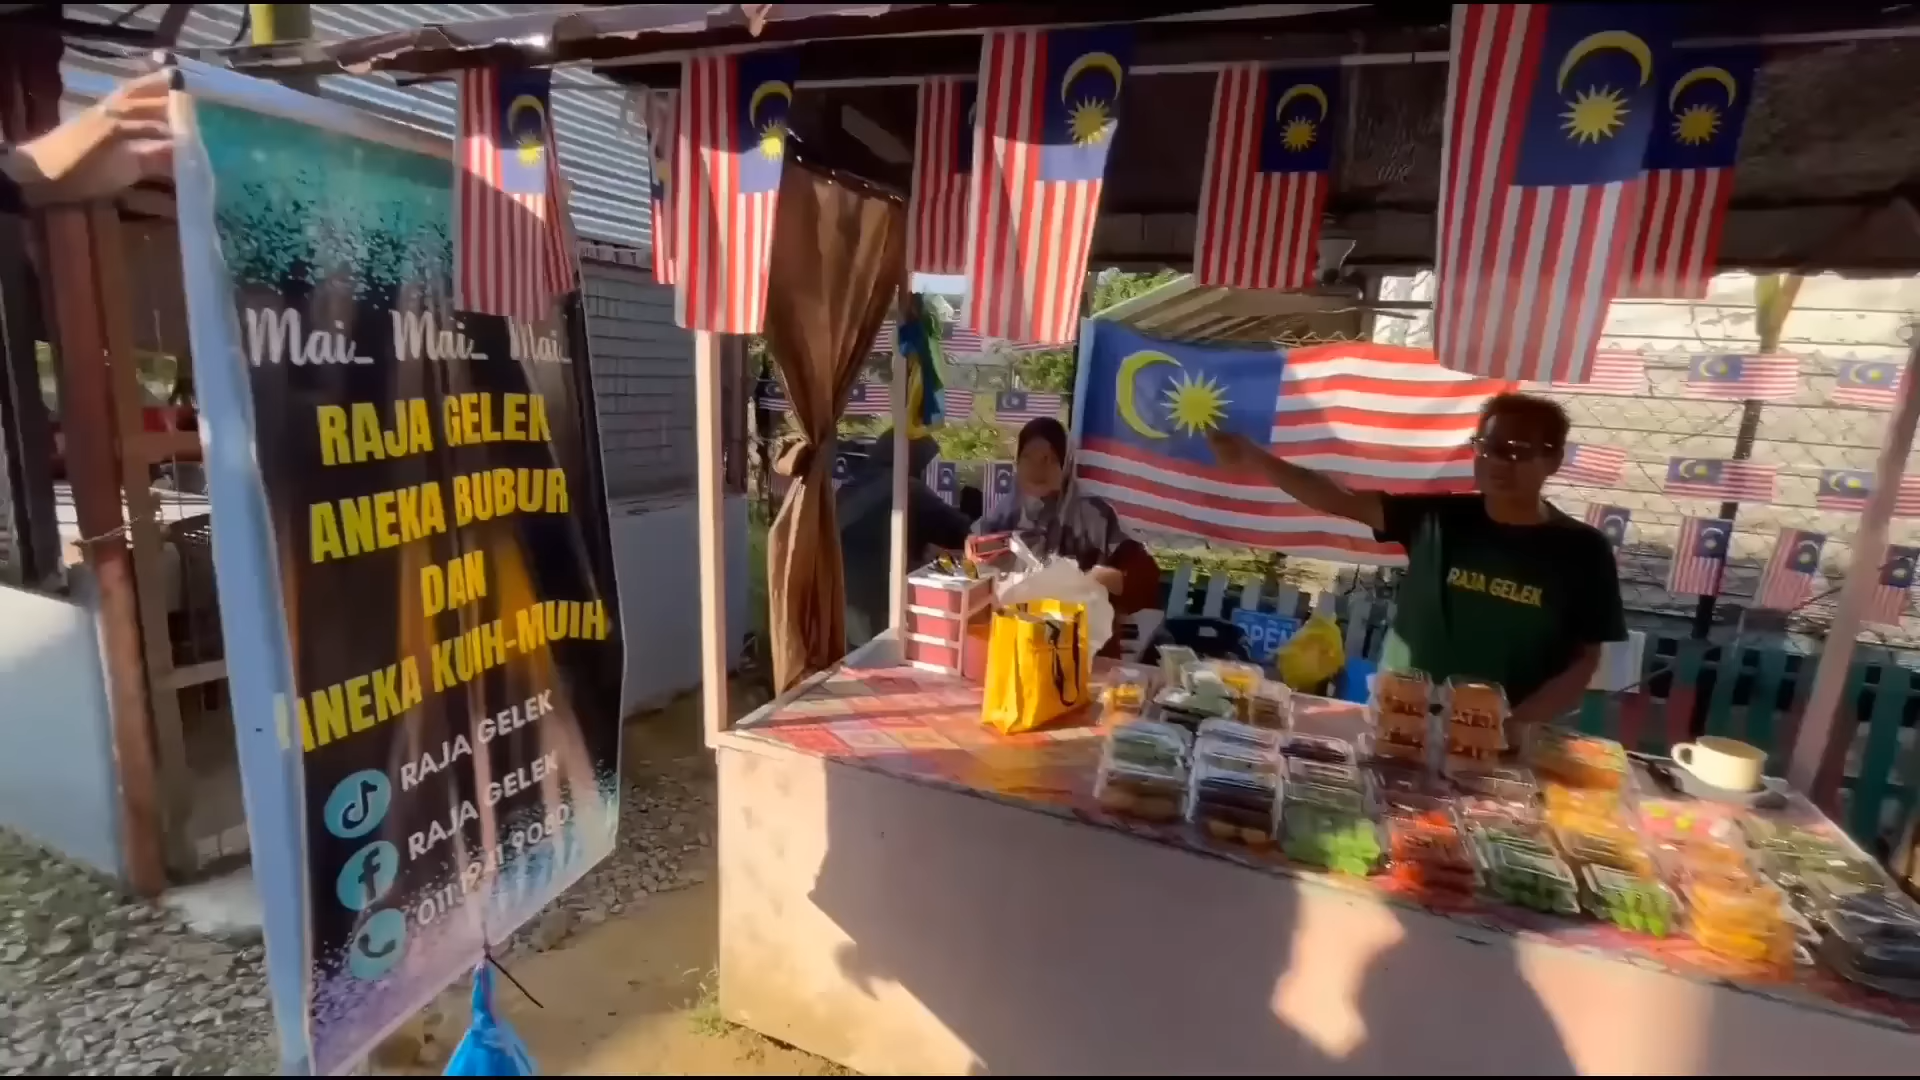 Mai_ Mai_ Mai_
RAJA GELEK
ANEKA BUBUR
DAN
ANEKA KUIH-MUIH
RAJA GELEK
RAJA GELEK
RAJA GELEK
OPEN